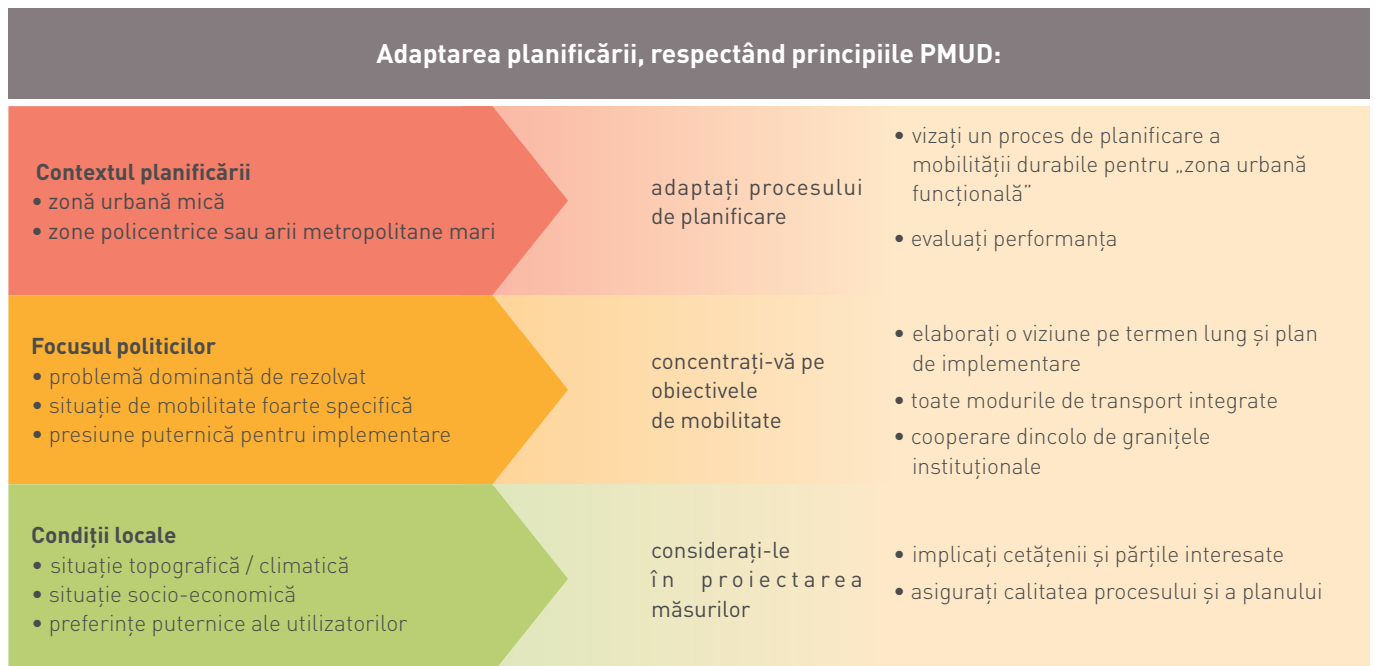 Adaptarea planificării, respectând principiile PMUD:
Contextul planificării
• zonă urbană mică
• zone policentrice sau arii metropolitane mari
adaptați procesului
de planificare
• vizați un proces de planificare a
mobilității durabile pentru „zona urbană
funcțională”
• evaluați performanța
Focusul politicilor
• problemă dominantă de rezolvat
• situație de mobilitate foarte specifică
• presiune puternică pentru implementare
concentrați-vă pe
obiectivele
de mobilitate
• elaborați o viziune pe termen lung și plan
de implementare
• toate modurile de transport integrate
• cooperare dincolo de granițele
instituționale
Condiții locale
• situație topografică / climatică
• situație socio-economică
• preferințe puternice ale utilizatorilor
considerați-le
în proiectarea
măsurilor
• implicați cetățenii și părțile interesate
• asigurați calitatea procesului și a planului